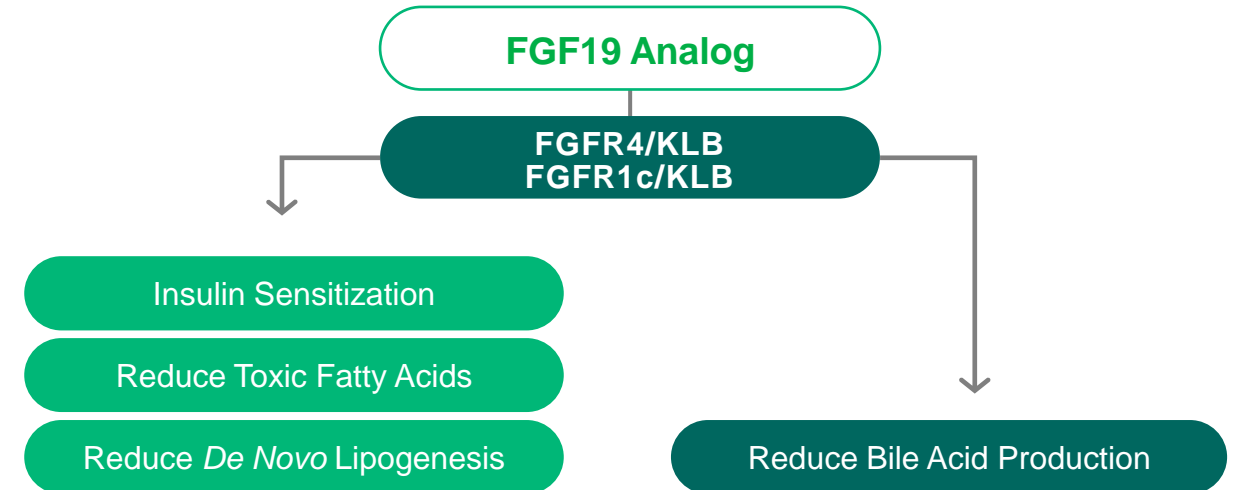 FGF19 Analog
FGFR4/KLB
FGFR1c/KLB
Insulin Sensitization
Reduce Toxic Fatty Acids
Reduce De Novo Lipogenesis
Reduce Bile Acid Production